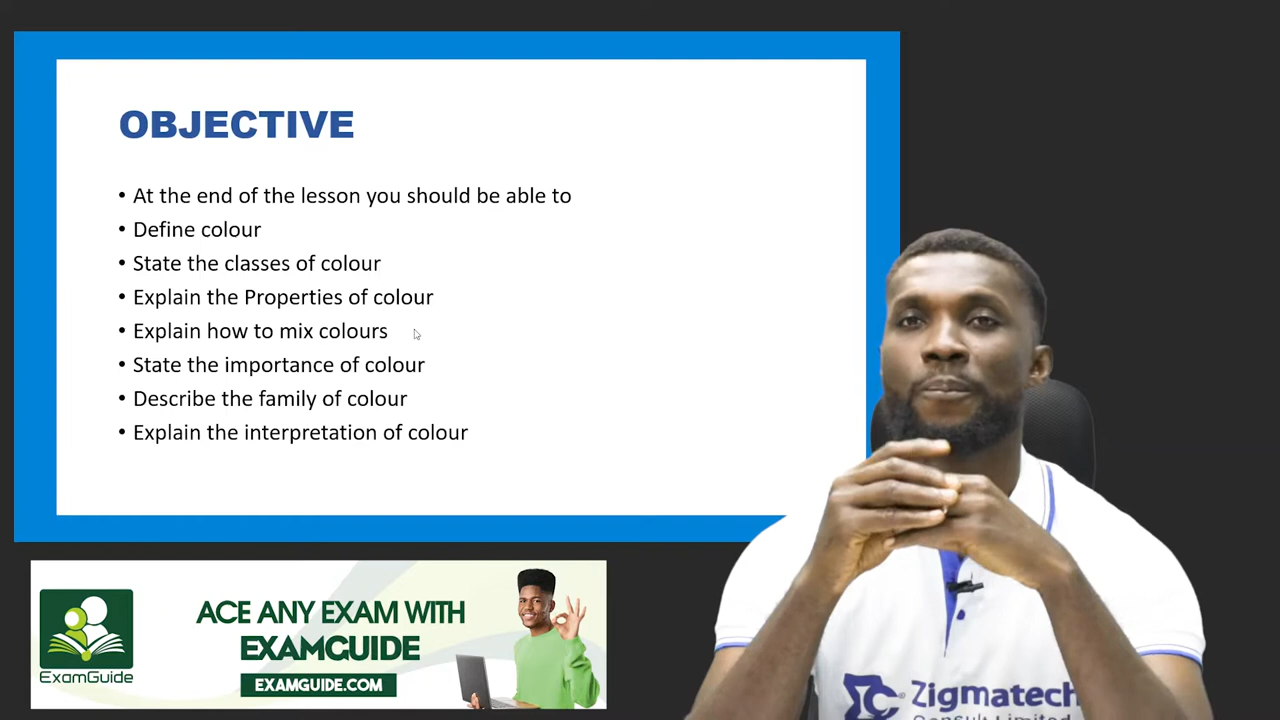 OBJECTIVE
• At the end of the lesson you should be able to
• Define colour
• State the classes of colour
• Explain the Properties of colour
• Explain how to mix colours
• State the importance of colour
• Describe the family of colour
• Explain the interpretation of colour
ExamGuide
ACE ANY EXAM WITH
EXAMGUIDE
EXAMGUIDE.COM
Zigmatech
Consult Limited